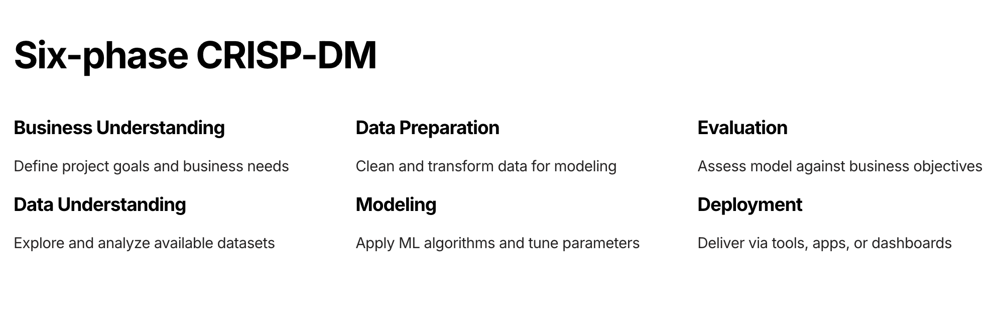 Six-phase CRISP-DM
Business Understanding
Define project goals and business needs
Data Understanding
Explore and analyze available datasets
Data Preparation
Clean and transform data for modeling
Modeling
Apply ML algorithms and tune parameters
Evaluation
Assess model against business objectives
Deployment
Deliver via tools, apps, or dashboards